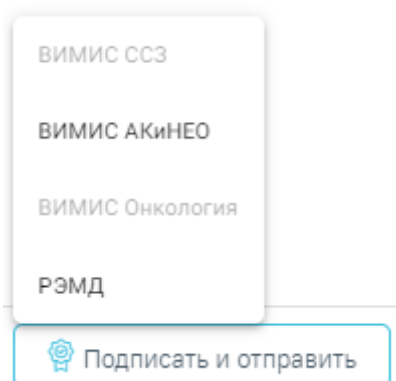 ВИМИС ССЗ
ВИМИС АКиНЕО
ВИМИС Онкология
РЭМД
Подписать и отправить